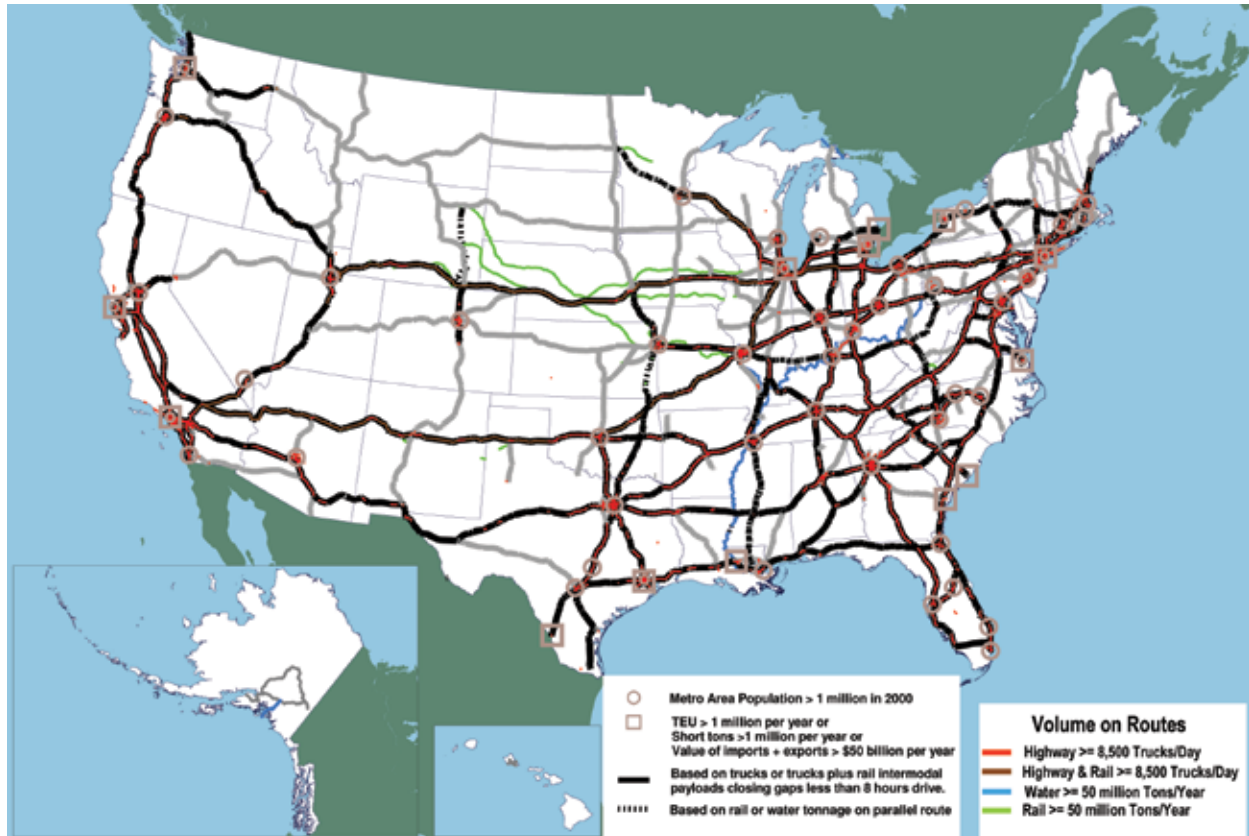 Metro Area Population > 1 million in 2000
TEU > 1 million per year or
Short tons >1 million per year or
Value of imports + exports > $50 billion per year
Based on trucks or trucks plus rail intermodal
payloads closing gaps less than 8 hours drive.
Based on rail or water tonnage on parallel route
Volume on Routes
Highway >= 8,500 Trucks/Day
Highway & Rail >= 8,500 Trucks/Day
Water >= 50 million Tons/Year
Rail >= 50 million Tons/Year